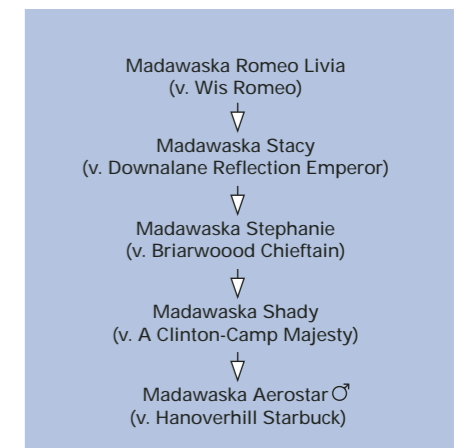 Madawaska Romeo Livia
(v. Wis Romeo)
Madawaska Stacy
(v. Downalane Reflection Emperor)
Madawaska Stephanie
(v. Briarwoood Chieftain)
Madawaska Shady
(v. A Clinton-Camp Majesty)
Madawaska Aerostar ♂
(v. Hanoverhill Starbuck)